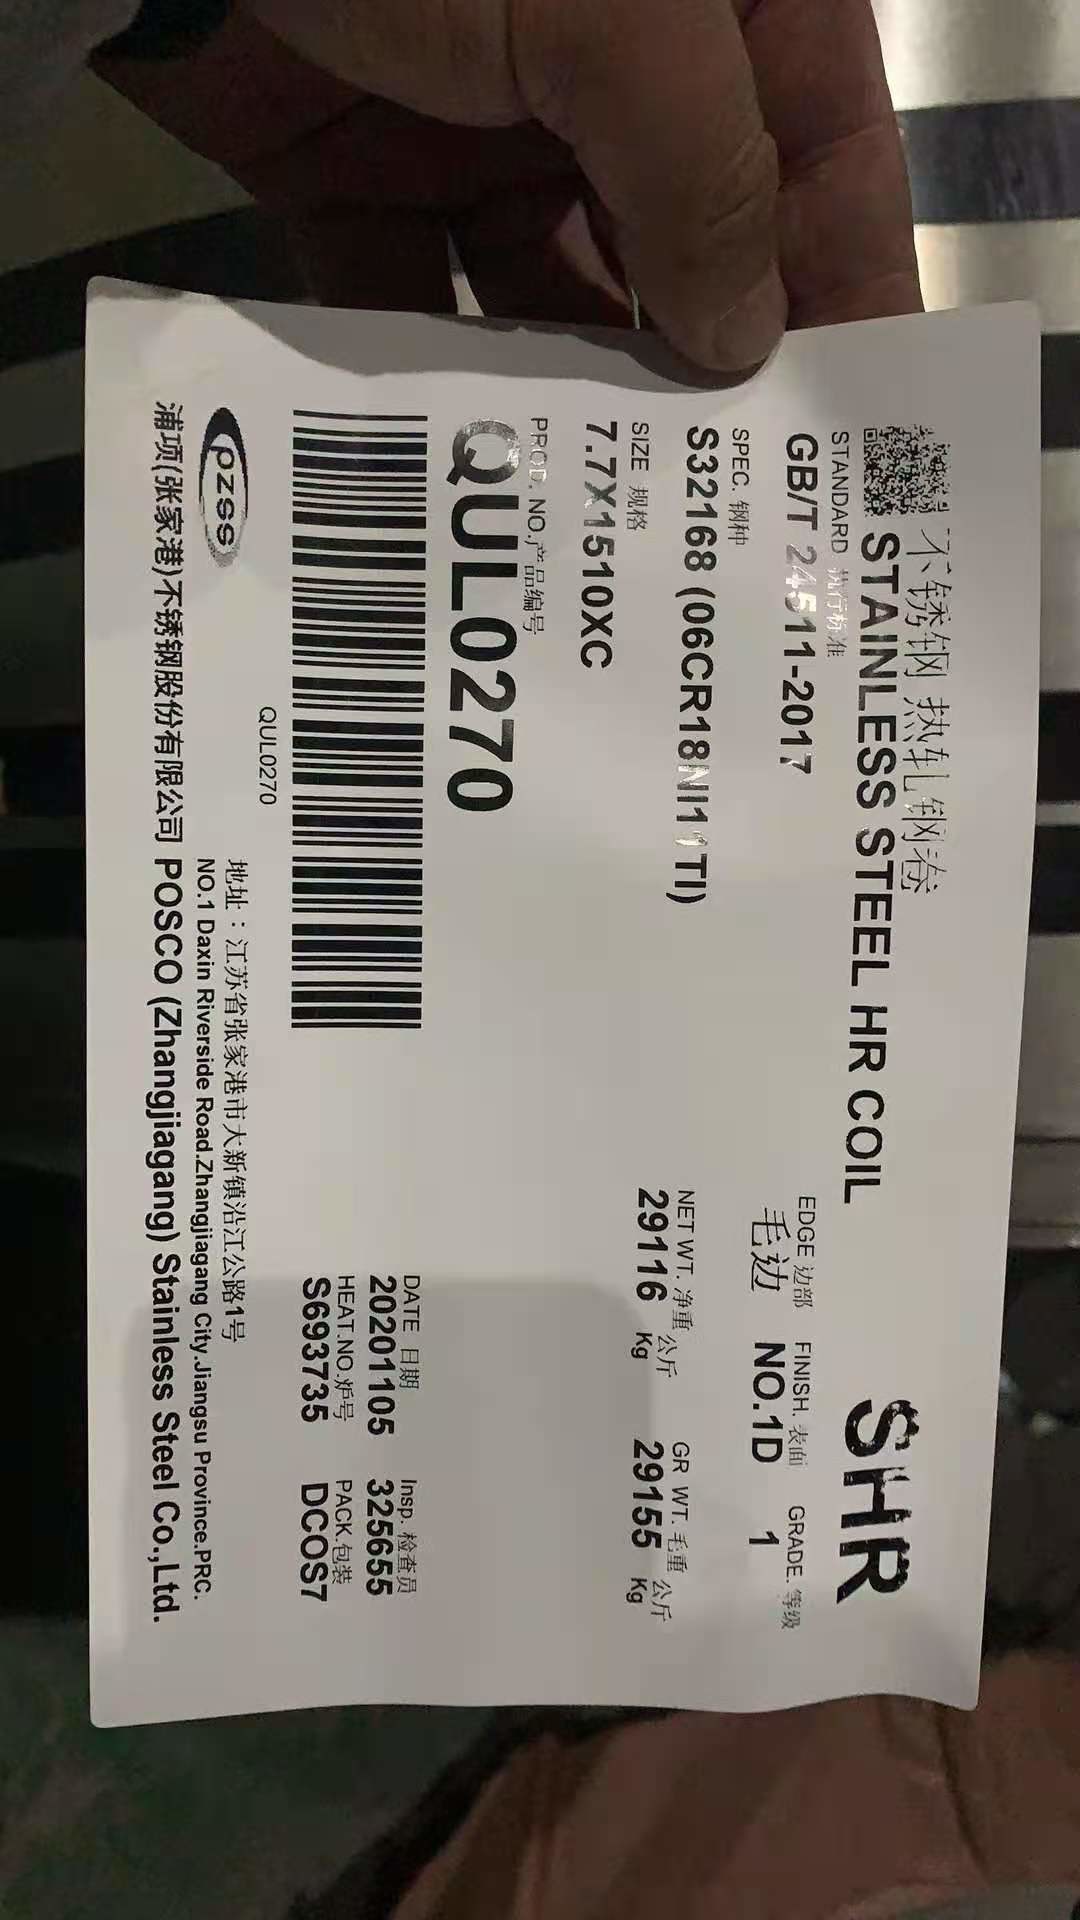 不锈钢 热轧钢卷
STAINLESS STEEL HR COIL
SHR
STANDARD 执行标准
GB/T 24511-2017
EDGE 边部
毛边
FINISH. 表面
NO.1D
GRADE. 等级
1
SPEC. 钢种
S32168 (06CR18NI11TI)
SIZE 规格
7.7X1510XC
NET WT. 净重 公斤
29116 Kg
GR WT. 毛重 公斤
29155 Kg
PROD. NO.产品编号
QUL0270
DATE 日期
20201105
Insp. 检查员
325655
HEAT.NO.炉号
S693735
PACK.包装
DCOS7
QUL0270
pzss
地址：江苏省张家港市大新镇沿江公路1号
NO.1 Daxin Riverside Road.Zhangjiagang City.Jiangsu Province.PRC.
浦项(张家港)不锈钢股份有限公司 POSCO (Zhangjiagang) Stainless Steel Co.,Ltd.